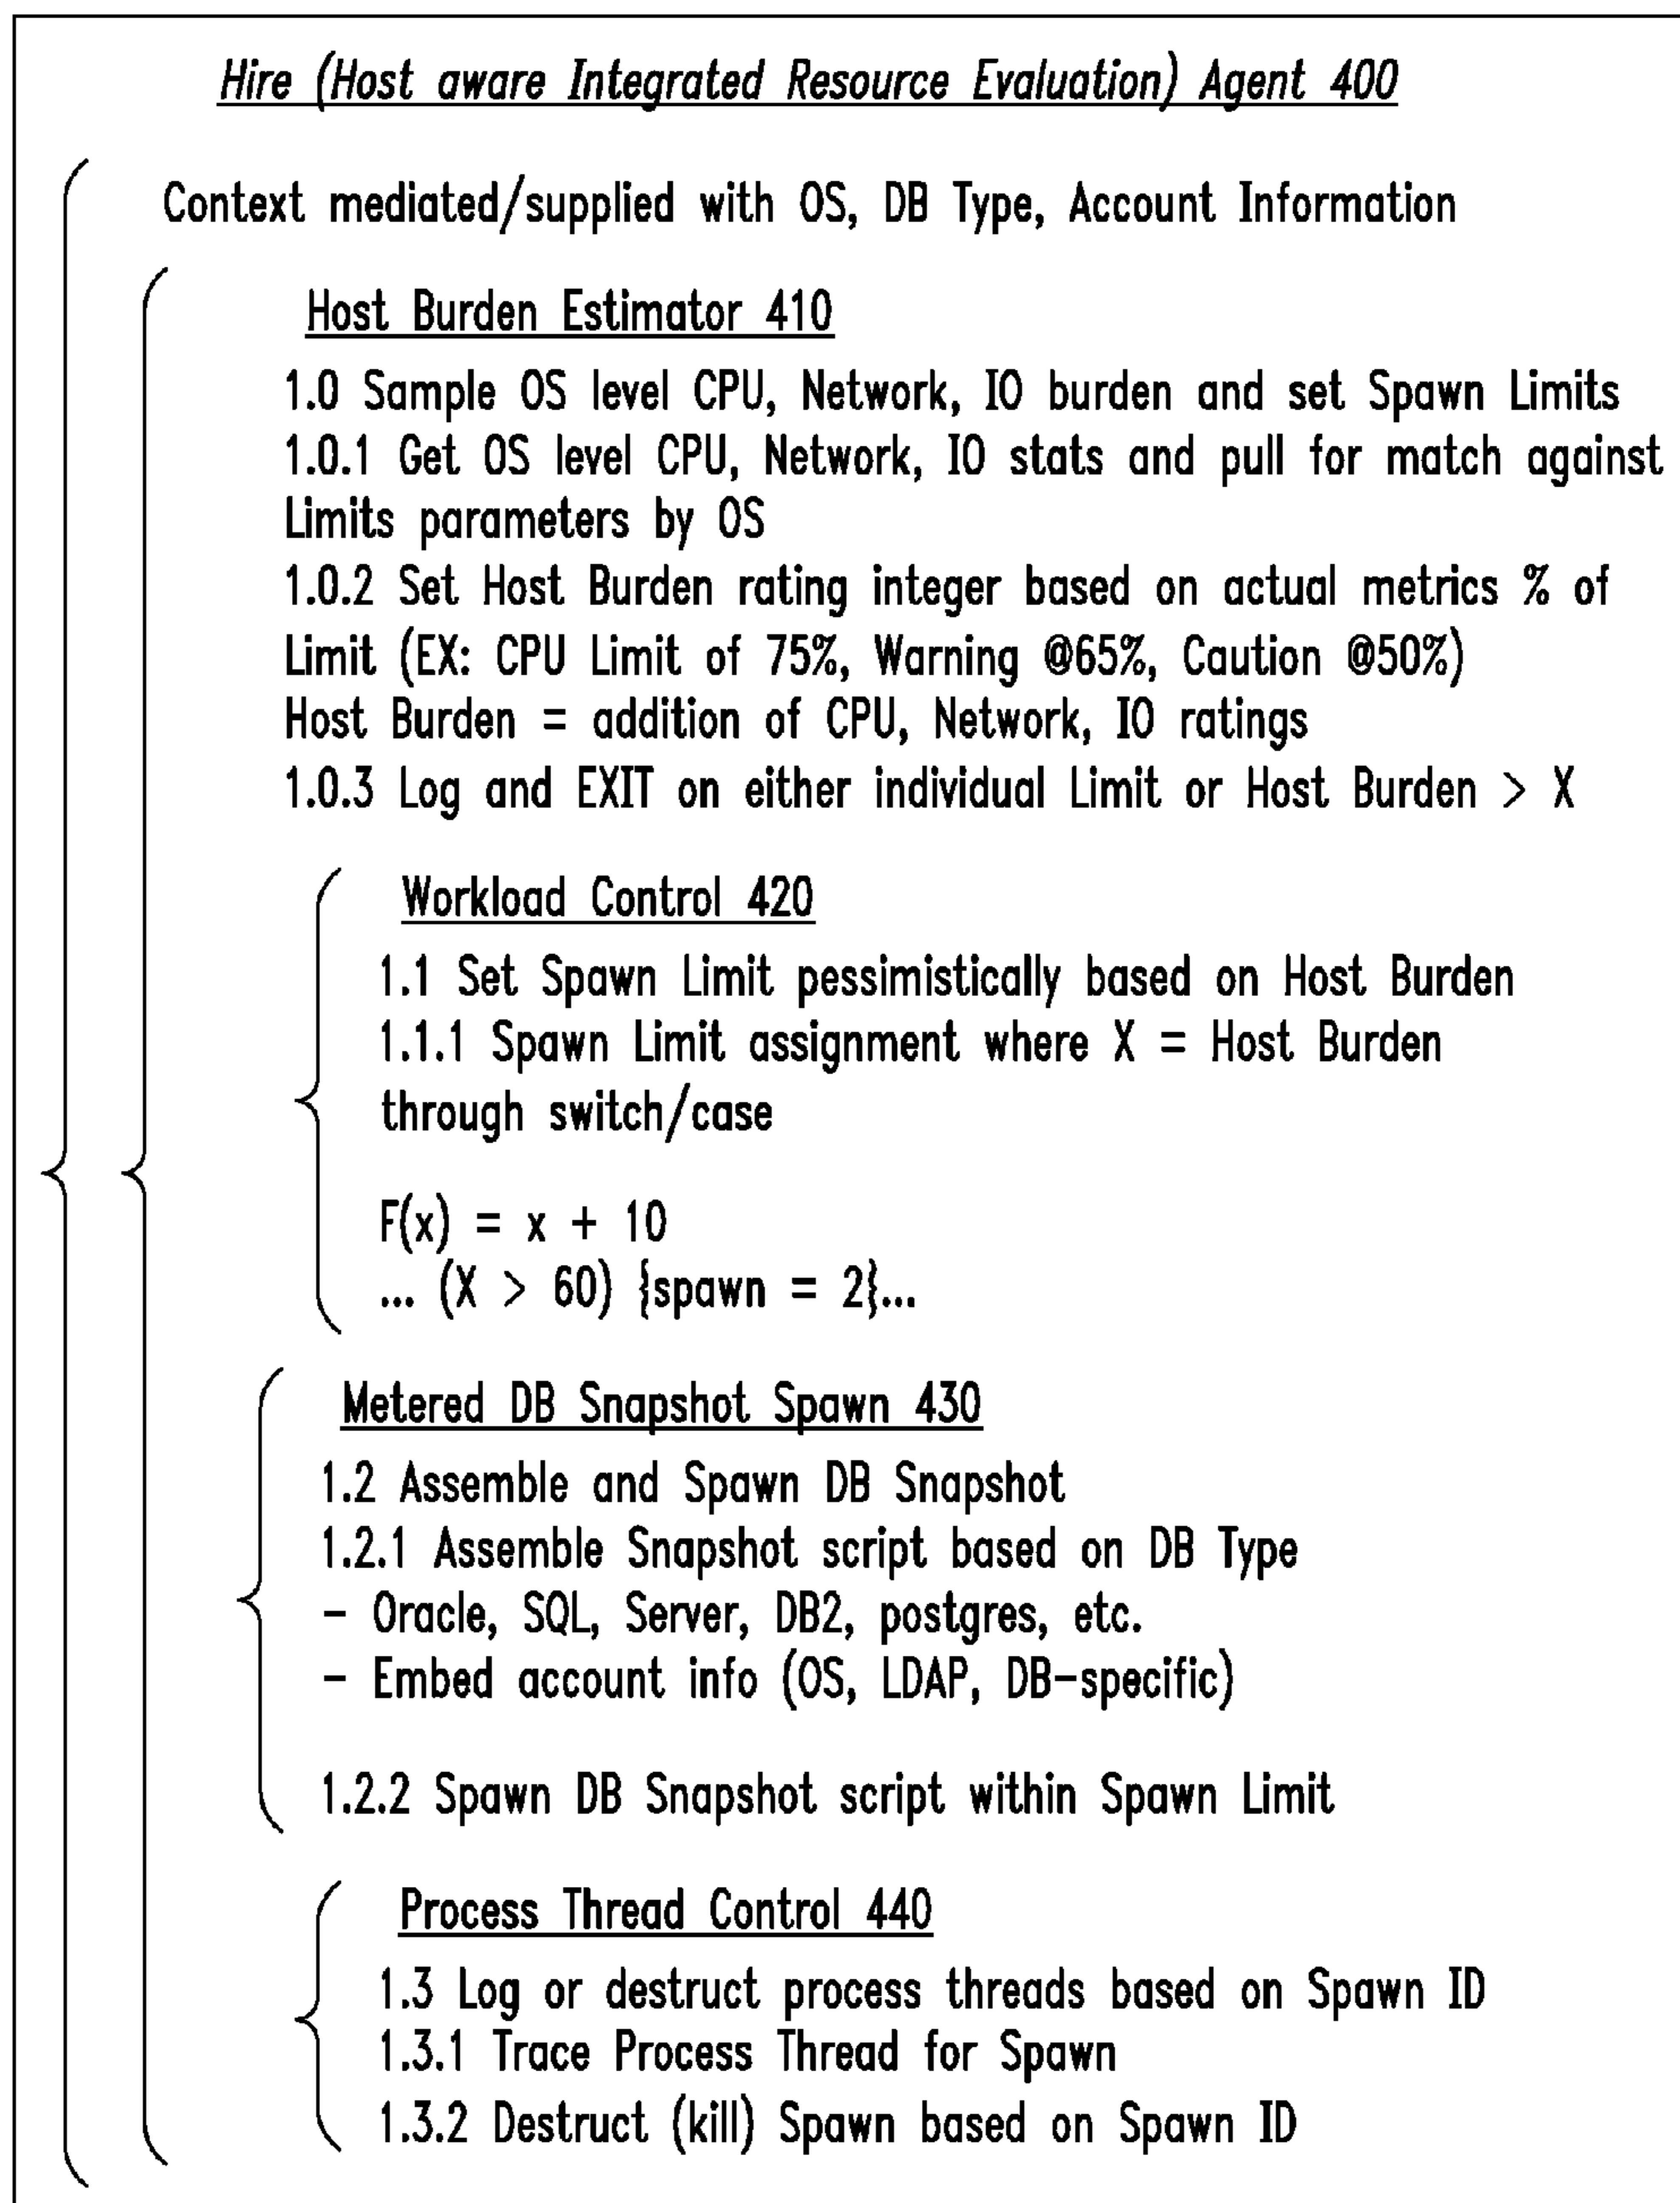 Hire (Host aware Integrated Resource Evaluation) Agent 400
Context mediated/supplied with OS, DB Type, Account Information
Host Burden Estimator 410
1.0 Sample OS level CPU, Network, IO burden and set Spawn Limits
1.0.1 Get OS level CPU, Network, IO stats and pull for match against
Limits parameters by OS
1.0.2 Set Host Burden rating integer based on actual metrics % of
Limit (EX: CPU Limit of 75%, Warning @65%, Caution @50%)
Host Burden = addition of CPU, Network, IO ratings
1.0.3 Log and EXIT on either individual Limit or Host Burden > X
Workload Control 420
1.1 Set Spawn Limit pessimistically based on Host Burden
1.1.1 Spawn Limit assignment where X = Host Burden
through switch/case
F(x) = x + 10
... (X > 60) {spawn = 2}...
Metered DB Snapshot Spawn 430
1.2 Assemble and Spawn DB Snapshot
1.2.1 Assemble Snapshot script based on DB Type
- Oracle, SQL, Server, DB2, postgres, etc.
- Embed account info (OS, LDAP, DB-specific)
1.2.2 Spawn DB Snapshot script within Spawn Limit
Process Thread Control 440
1.3 Log or destruct process threads based on Spawn ID
1.3.1 Trace Process Thread for Spawn
1.3.2 Destruct (kill) Spawn based on Spawn ID